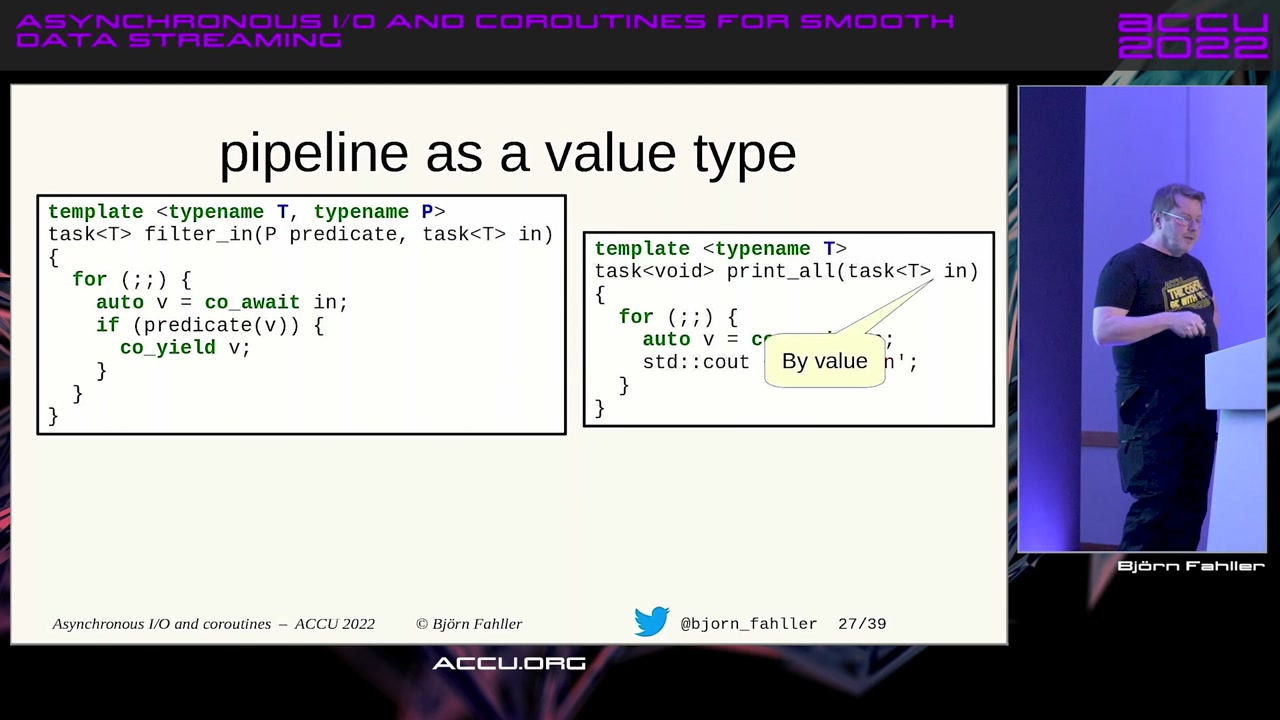 ASYNCHRONOUS I/O AND COROUTINES FOR SMOOTH
DATA STREAMING
ACCU
2022
pipeline as a value type
template <typename T, typename P>
task<T> filter_in(P predicate, task<T> in)
{
for (;;) {
auto v = co_await in;
if (predicate(v)) {
co_yield v;
}
}
}
template <typename T>
task<void> print_all(task<T> in)
{
for (;;) {
auto v = co
;
std::cout
n';
}
}
By value
Asynchronous I/O and coroutines – ACCU 2022
© Björn Fahller
@bjorn_fahller
27/39
Björn Fahller
ACCU.ORG